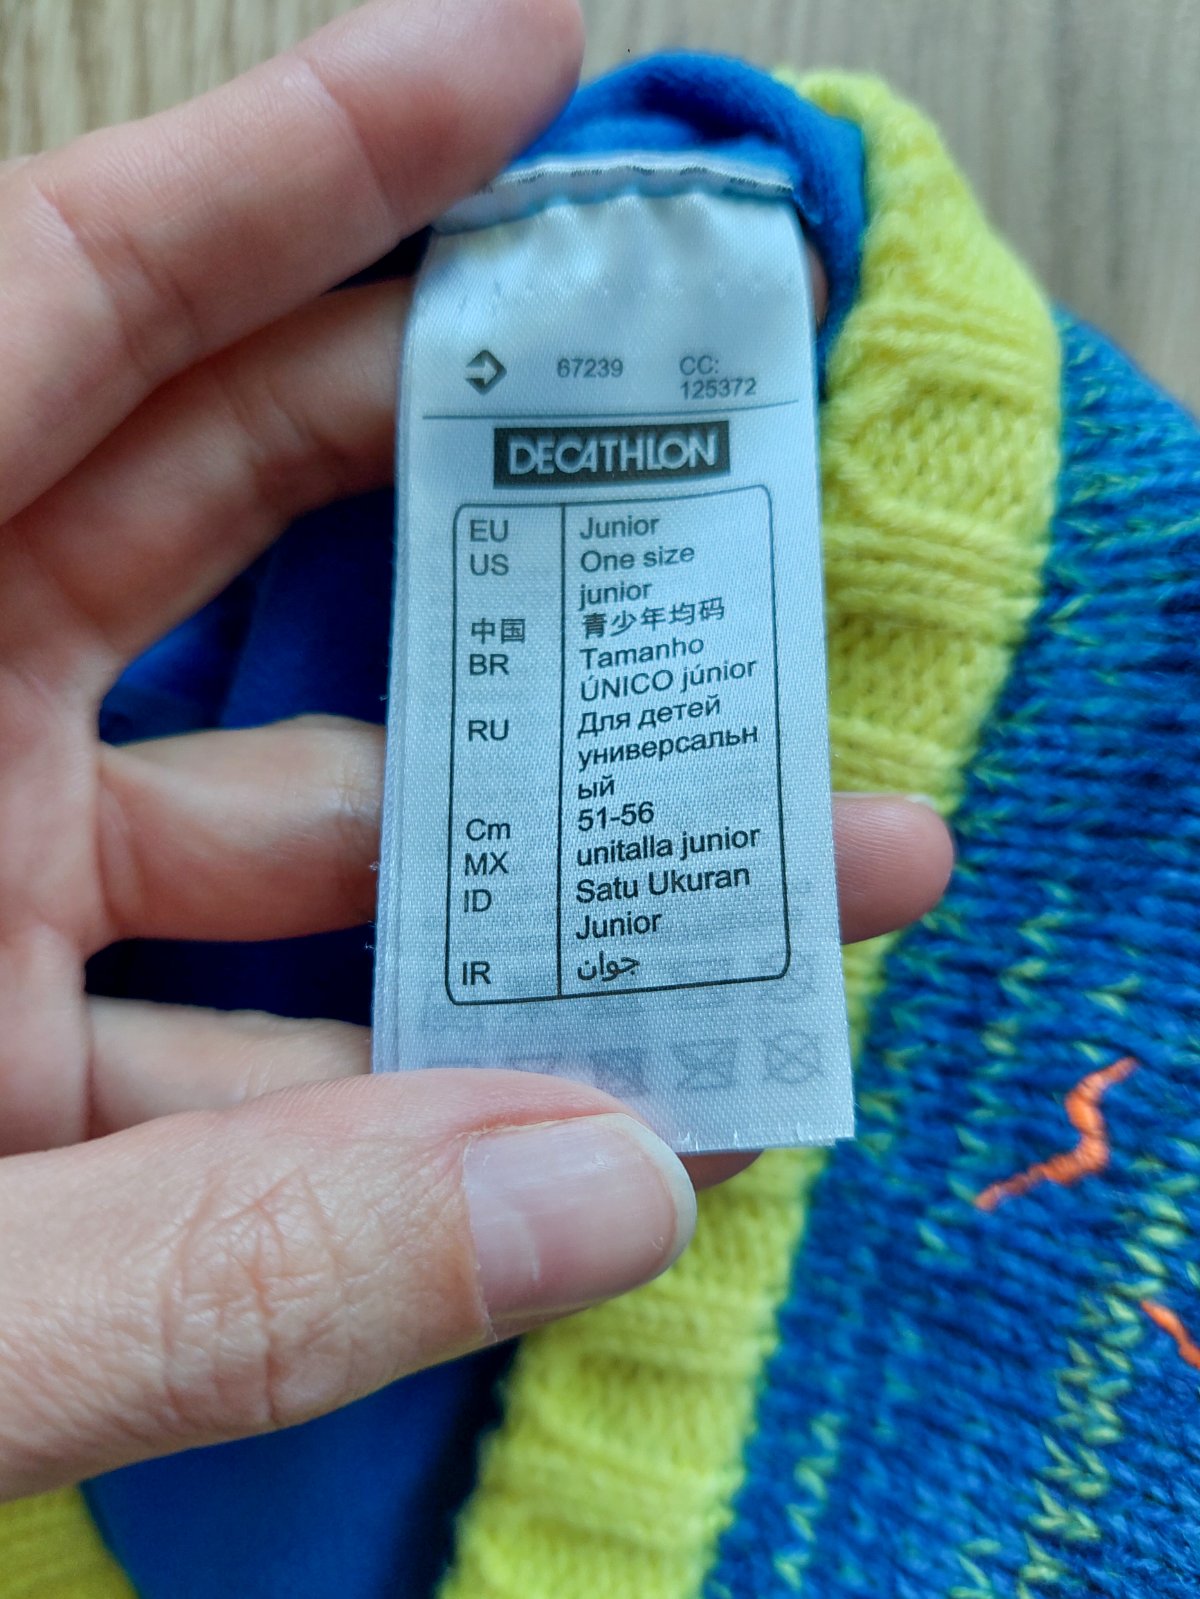 67239 CC:
125372
DECATHLON
EU Junior
US One size
junior
中国 青少年均码
BR Tamanho
ÚNICO júnior
RU Для детей
универсальн
ый
Cm 51-56
MX unitalla junior
ID Satu Ukuran
Junior
IR جوان